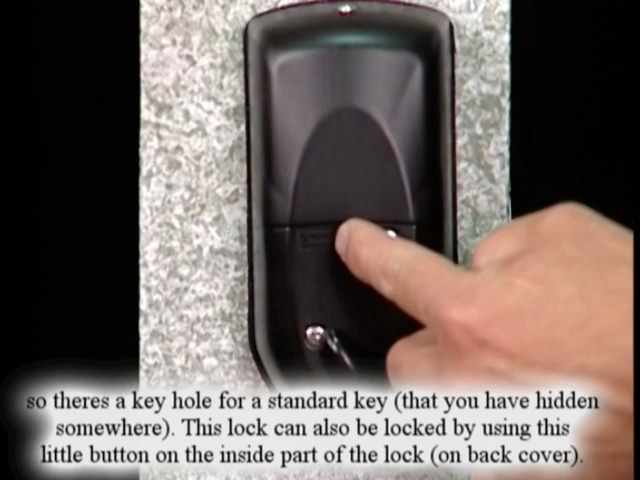 so theres a key hole for a standard key (that you have hidden
somewhere). This lock can also be locked by using this
little button on the inside part of the lock (on back cover).